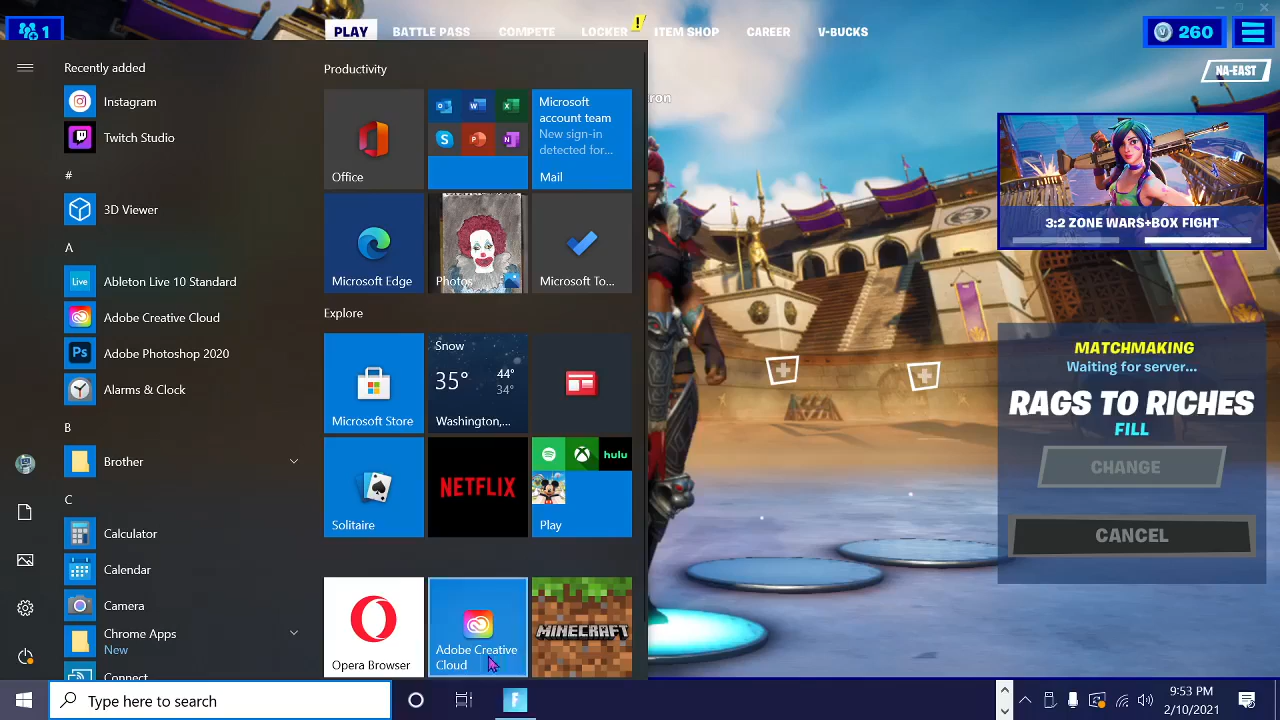 1
PLAY
BATTLE PASS
COMPETE
LOCKER
!
ITEM SHOP
CAREER
V-BUCKS
V 260
NA-EAST
Recently added
Instagram
Twitch Studio
#
3D Viewer
A
Live
Ableton Live 10 Standard
Adobe Creative Cloud
Ps
Adobe Photoshop 2020
Alarms & Clock
B
Brother
C
Calculator
Calendar
Camera
Chrome Apps
New
Connect
Productivity
Office
Microsoft
account team
New sign-in
detected for...
Mail
Microsoft Edge
Photos
Microsoft To...
Explore
Microsoft Store
Snow
35°
44°
34°
Washington,...
Solitaire
NETFLIX
hulu
Play
Opera Browser
Adobe Creative
Cloud
MINECRAFT
3:2 ZONE WARS+BOX FIGHT
MATCHMAKING
Waiting for server...
RAGS TO RICHES
FILL
CHANGE
CANCEL
Type here to search
9:53 PM
2/10/2021